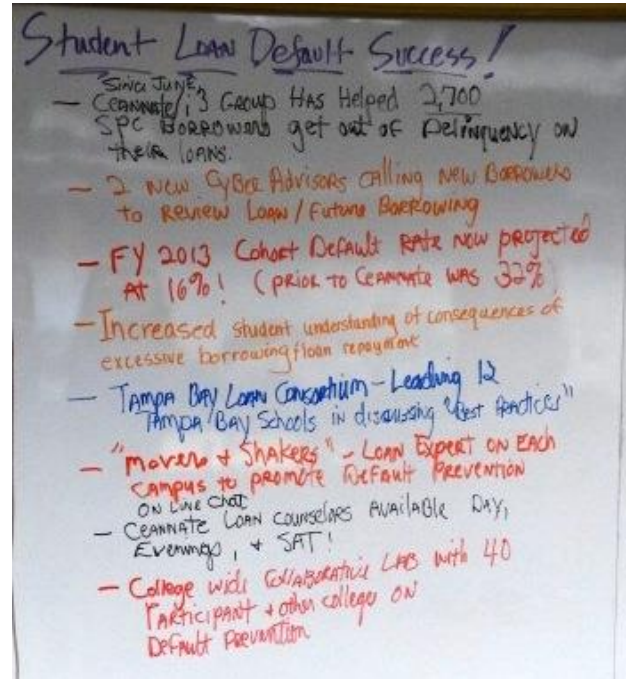 Student Loan Default Success!
"Since June,
— Ceannate/i3 Group Has Helped 2,700
SPC Borrowers get out of Delinquency on
their loans.
— 2 New CyBee Advisors calling New Borrowers
to Review Loan/Future Borrowing
— FY 2013 Cohort Default Rate now projected
At 16%! (prior to Ceannate was 32%
— Increased student understanding of consequences of
excessive borrowing/loan repayment
— Tampa Bay Loan Consortium - Leading 12
Tampa Bay Schools in discussing "Best Practices"
— "Movers + Shakers" - Loan Expert on Each
Campus to promote Default Prevention
On Line Chat
— Ceannate Loan Counselors Available Day,
Evenings, + SAT!
— College wide Collaborative Lab with 40
Participant + other colleges on
Default Prevention